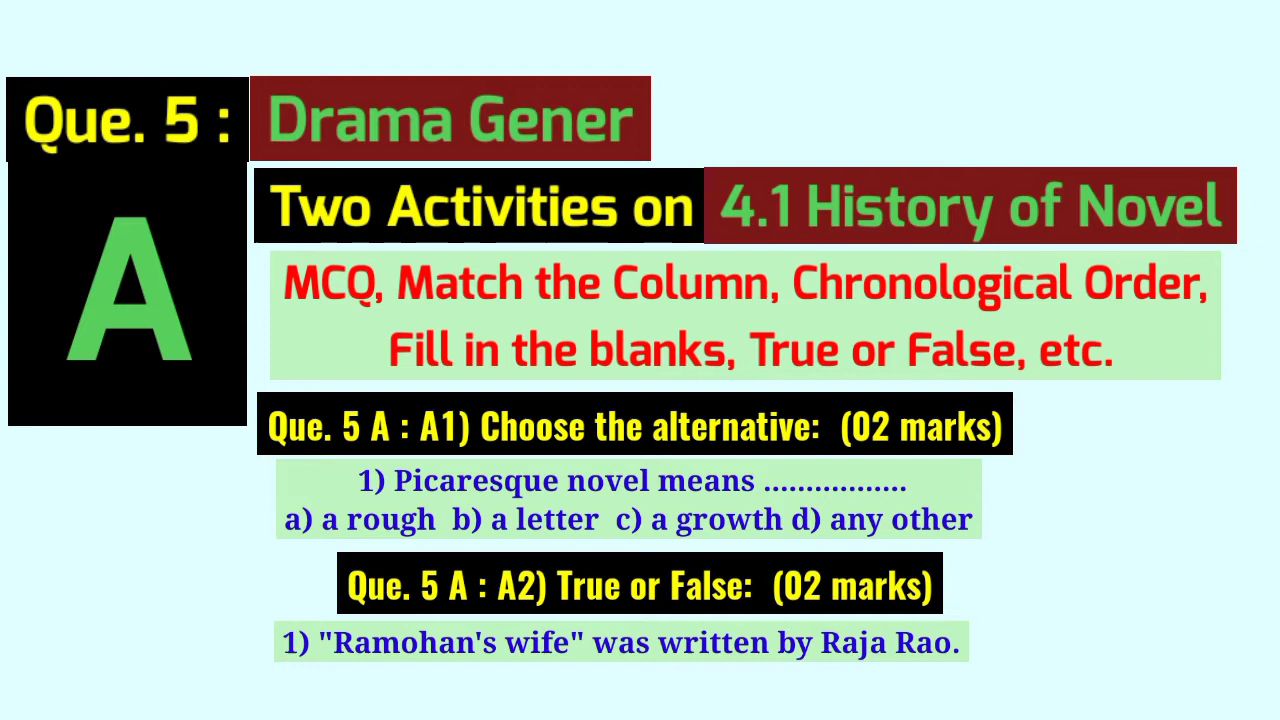 Que. 5 : Drama Gener
A
Two Activities on 4.1 History of Novel
MCQ, Match the Column, Chronological Order,
Fill in the blanks, True or False, etc.
Que. 5 A : A1) Choose the alternative: (02 marks)
1) Picaresque novel means .................
a) a rough b) a letter c) a growth d) any other
Que. 5 A : A2) True or False: (02 marks)
1) "Ramohan's wife" was written by Raja Rao.